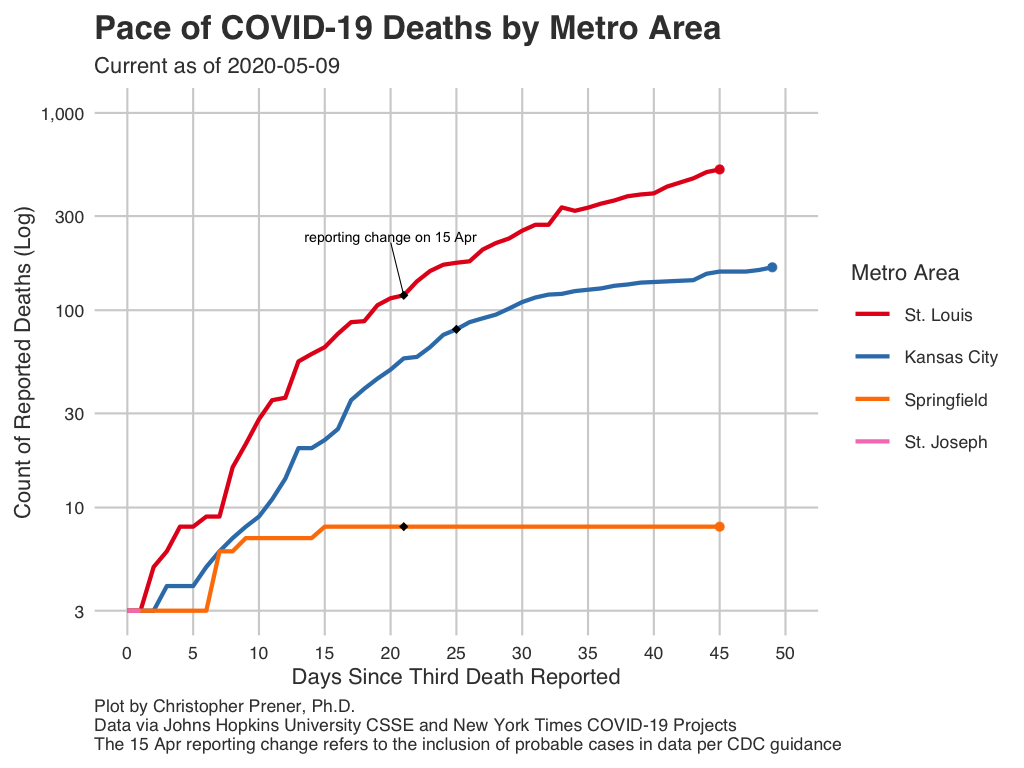 Pace of COVID-19 Deaths by Metro Area
Current as of 2020-05-09
1,000
300
100
30
10
3
Count of Reported Deaths (Log)
reporting change on 15 Apr
0 5 10 15 20 25 30 35 40 45 50
Days Since Third Death Reported
Metro Area
St. Louis
Kansas City
Springfield
St. Joseph
Plot by Christopher Prener, Ph.D.
Data via Johns Hopkins University CSSE and New York Times COVID-19 Projects
The 15 Apr reporting change refers to the inclusion of probable cases in data per CDC guidance